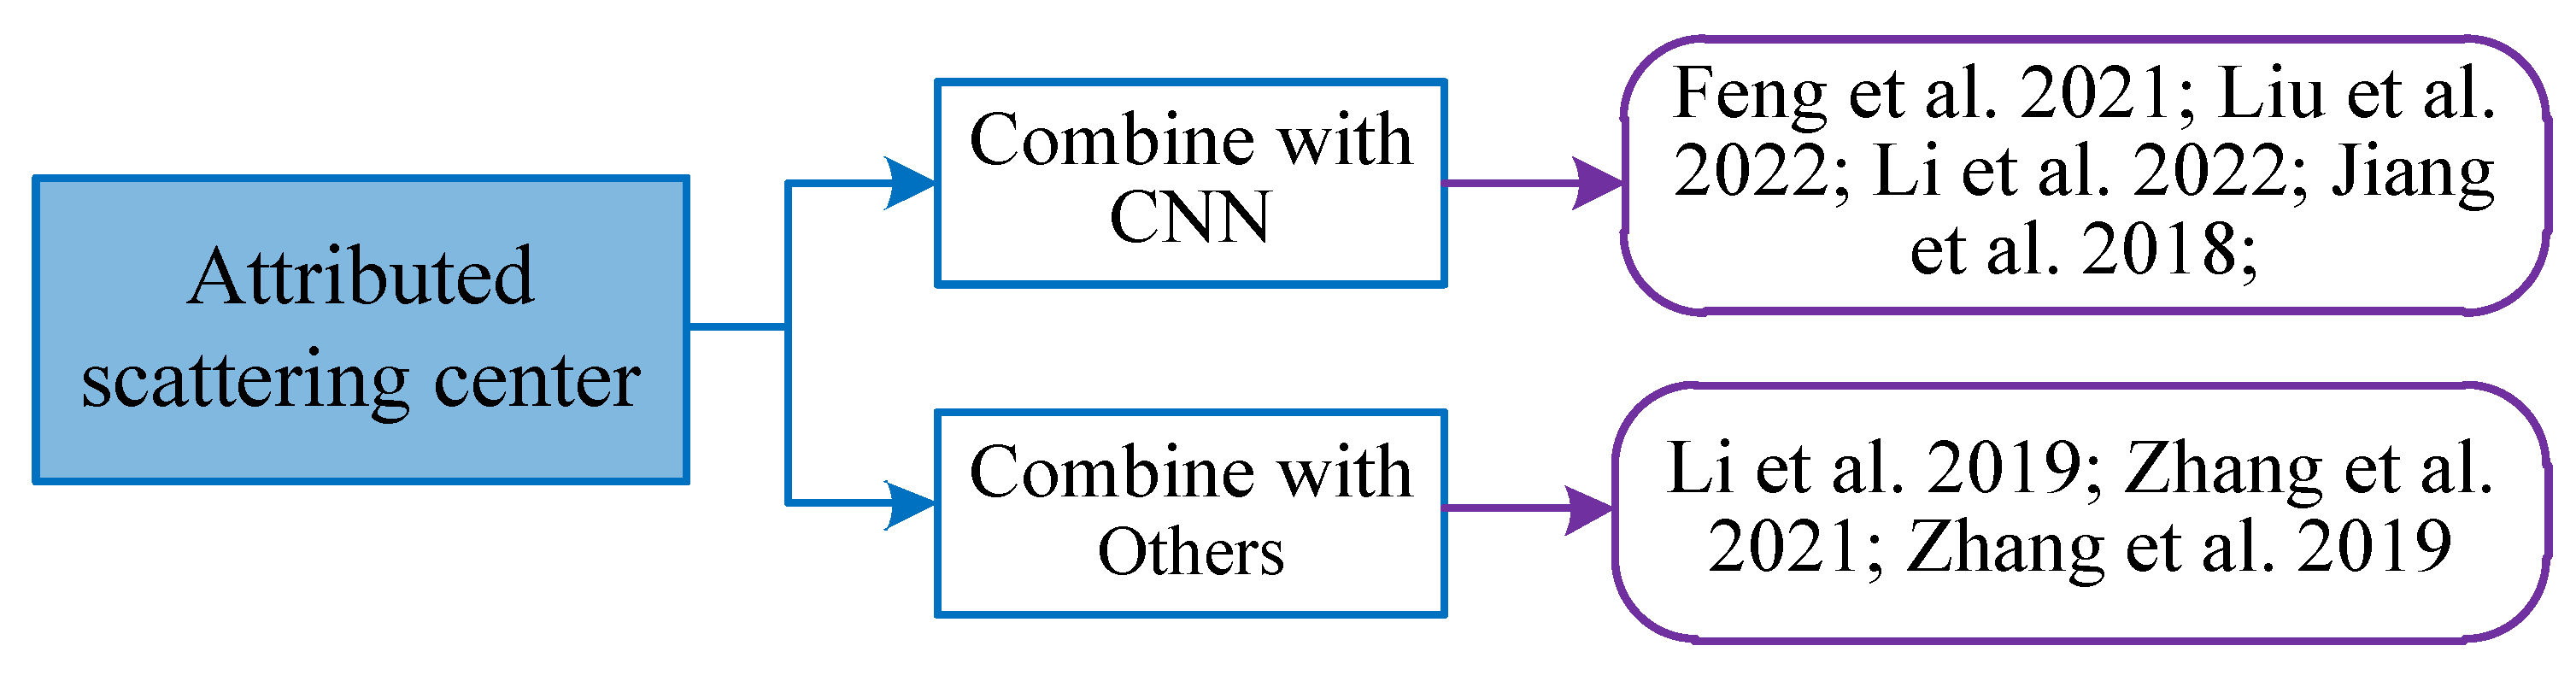 Attributed
scattering center
Combine with
CNN
Feng et al. 2021; Liu et al.
2022; Li et al. 2022; Jiang
et al. 2018;
Combine with
Others
Li et al. 2019; Zhang et al.
2021; Zhang et al. 2019